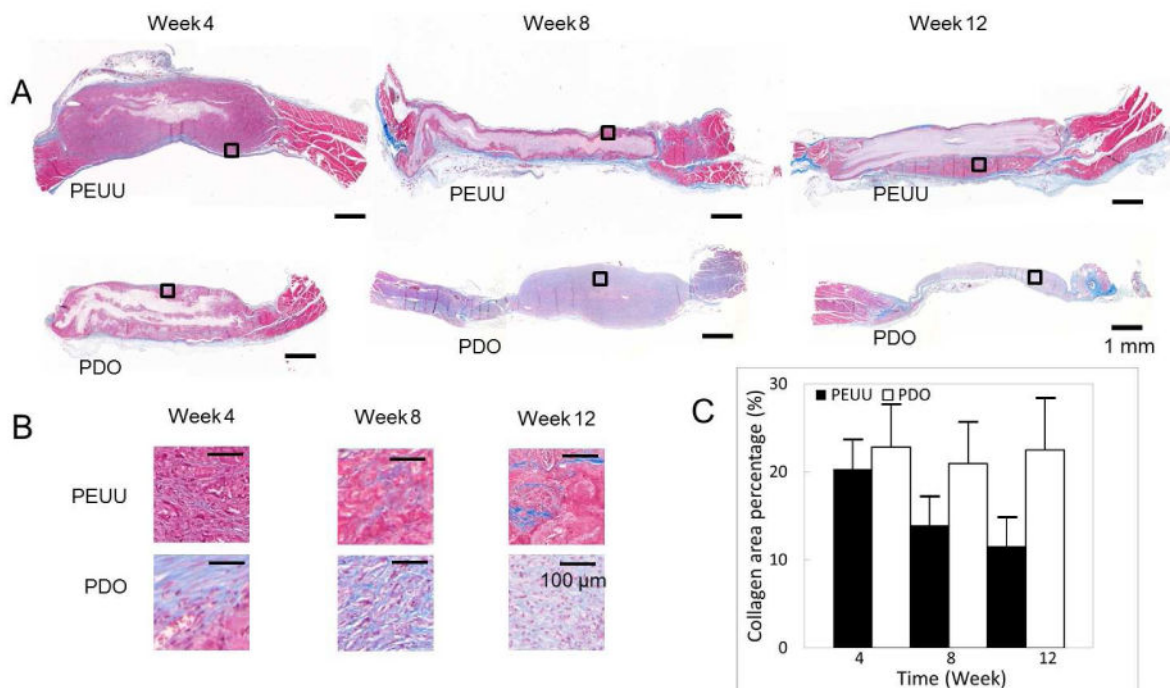 Week 4 Week 8 Week 12
A
PEUU PEUU PEUU
PDO PDO PDO
1 mm
B
Week 4 Week 8 Week 12
PEUU
PDO
100 µm
C
PEUU PDO
Collagen area percentage (%)
30
20
10
0
4 8 12
Time (Week)